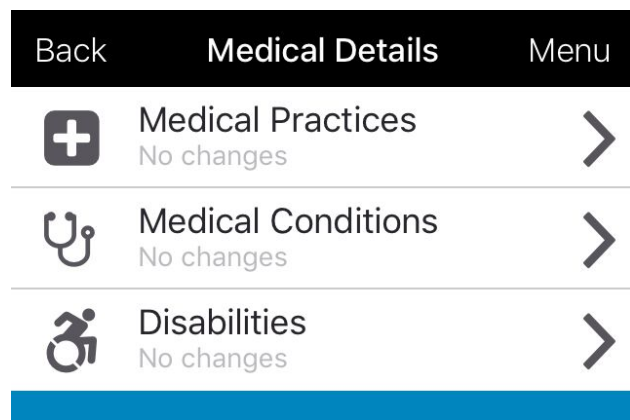 Back Medical Details Menu
Medical Practices
No changes
Medical Conditions
No changes
Disabilities
No changes